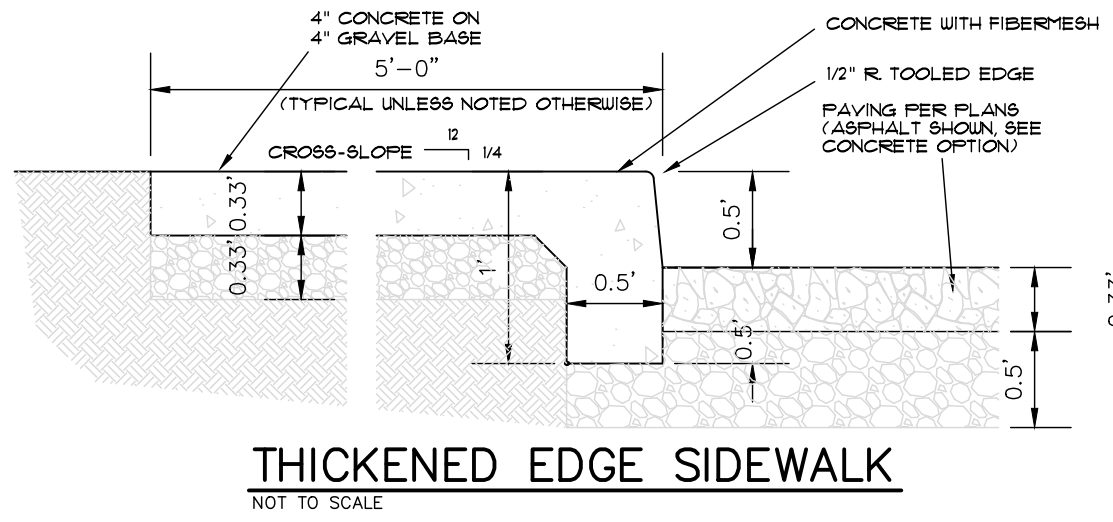 4" CONCRETE ON
4" GRAVEL BASE
CONCRETE WITH FIBERMESH
5'-0"
1/2" R. TOOLED EDGE
(TYPICAL UNLESS NOTED OTHERWISE)
PAVING PER PLANS
(ASPHALT SHOWN, SEE
CONCRETE OPTION)
12
CROSS-SLOPE
1/4
0.33'
0.33'
1'
0.5'
0.5'
0.5'
0.5'
THICKENED EDGE SIDEWALK
NOT TO SCALE